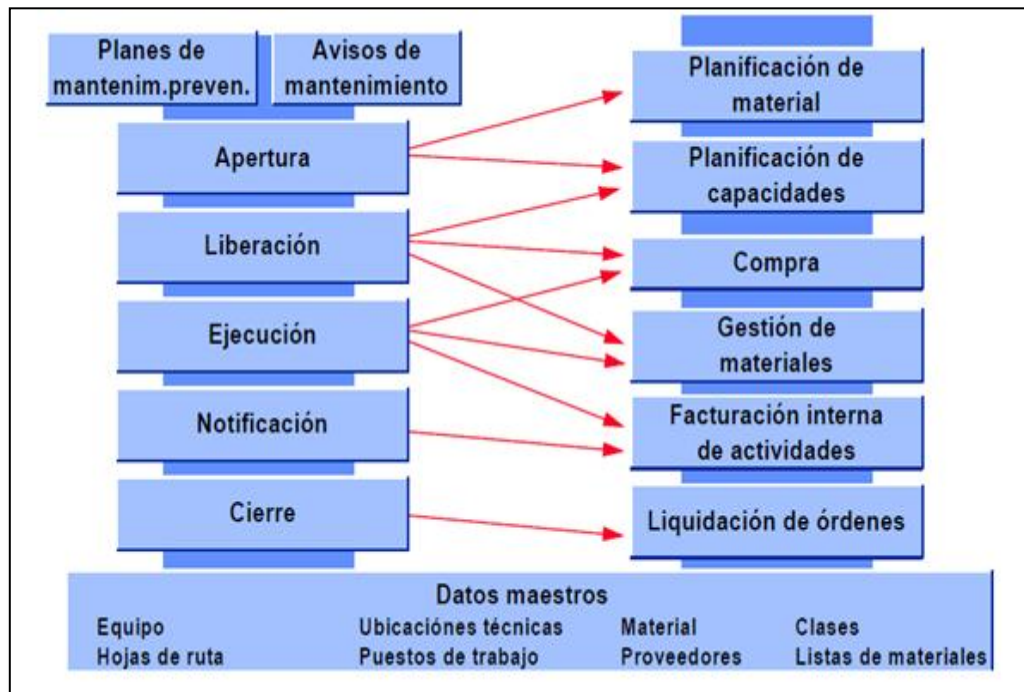 Planes de
mantenim.preven.
Avisos de
mantenimiento
Apertura
Liberación
Ejecución
Notificación
Cierre
Planificación de
material
Planificación de
capacidades
Compra
Gestión de
materiales
Facturación interna
de actividades
Liquidación de órdenes
Datos maestros
Equipo Ubicaciónes técnicas Material Clases
Hojas de ruta Puestos de trabajo Proveedores Listas de materiales